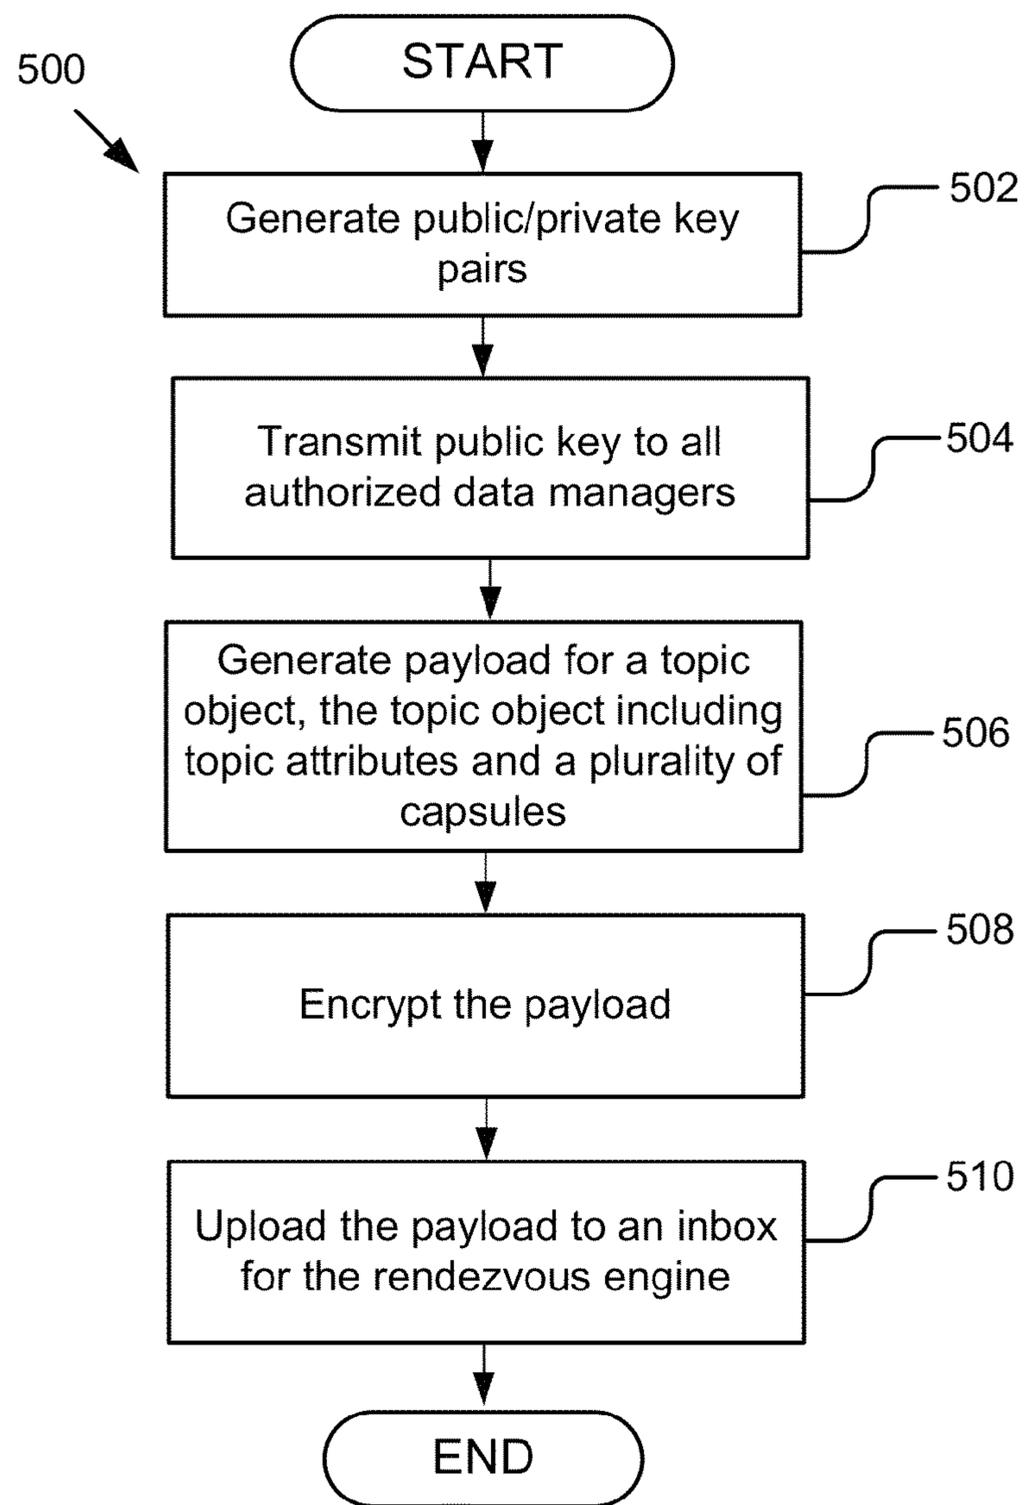 START
500
502
Generate public/private key
pairs
504
Transmit public key to all
authorized data managers
Generate payload for a topic
object, the topic object including
topic attributes and a plurality of
capsules
506
508
Encrypt the payload
510
Upload the payload to an inbox
for the rendezvous engine
END